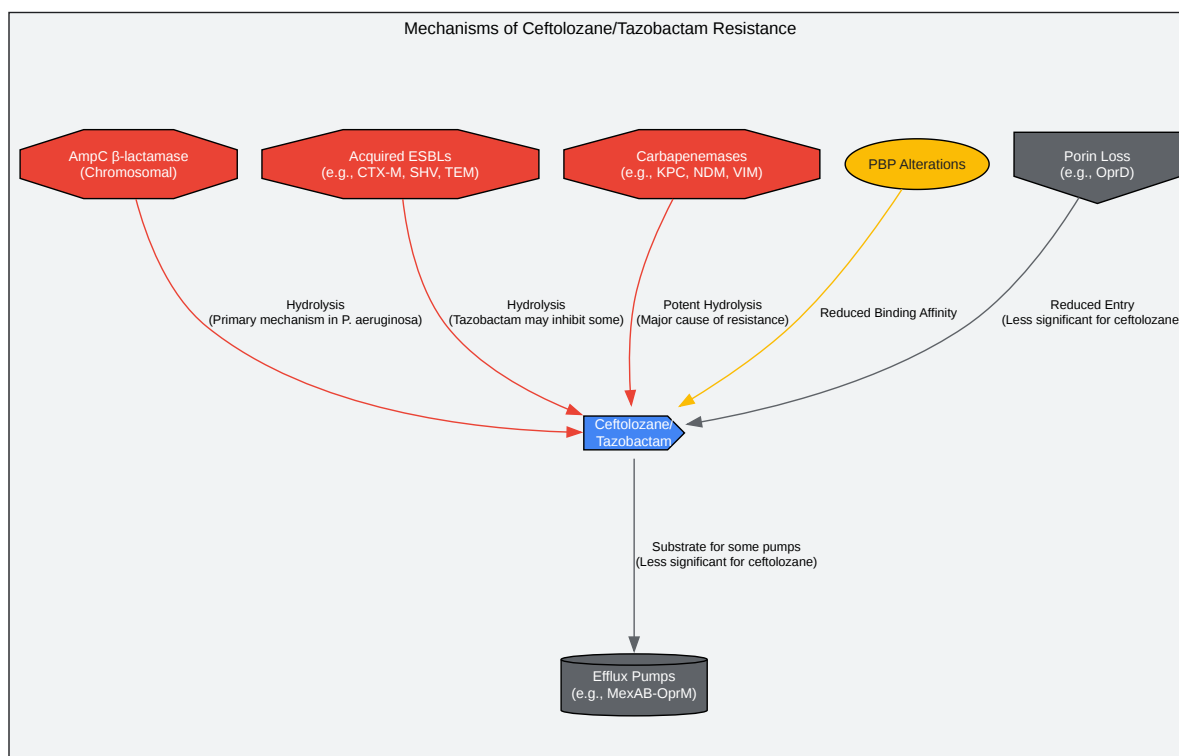 Mechanisms of Ceftolozane/Tazobactam Resistance
AmpC β-lactamase
(Chromosomal)
Acquired ESBLs
(e.g., CTX-M, SHV, TEM)
Carbapenemases
(e.g., KPC, NDM, VIM)
PBP Alterations
Porin Loss
(e.g., OprD)
Hydrolysis
(Primary mechanism in P. aeruginosa)
Hydrolysis
(Tazobactam may inhibit some)
Potent Hydrolysis
(Major cause of resistance)
Reduced Binding Affinity
Reduced Entry
(Less significant for ceftolozane
Ceftolozane/
Tazobactam
Substrate for some pumps
(Less significant for ceftolozane)
Efflux Pumps
(e.g., MexAB-OprM)